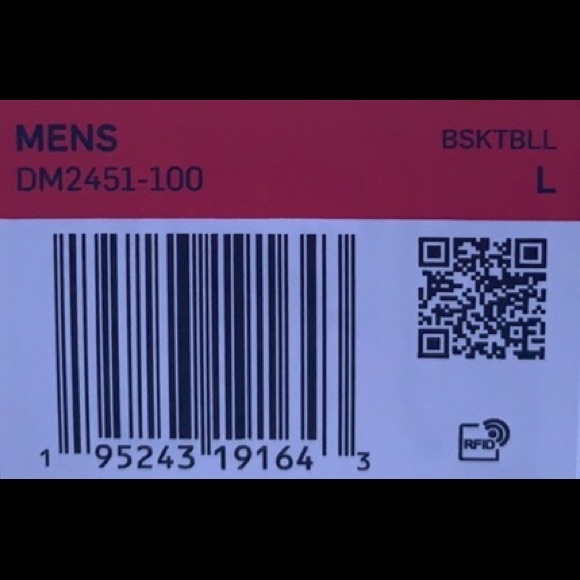 MENS
BSKTBLL
DM2451-100
L
1 95243 19164 3
RFID